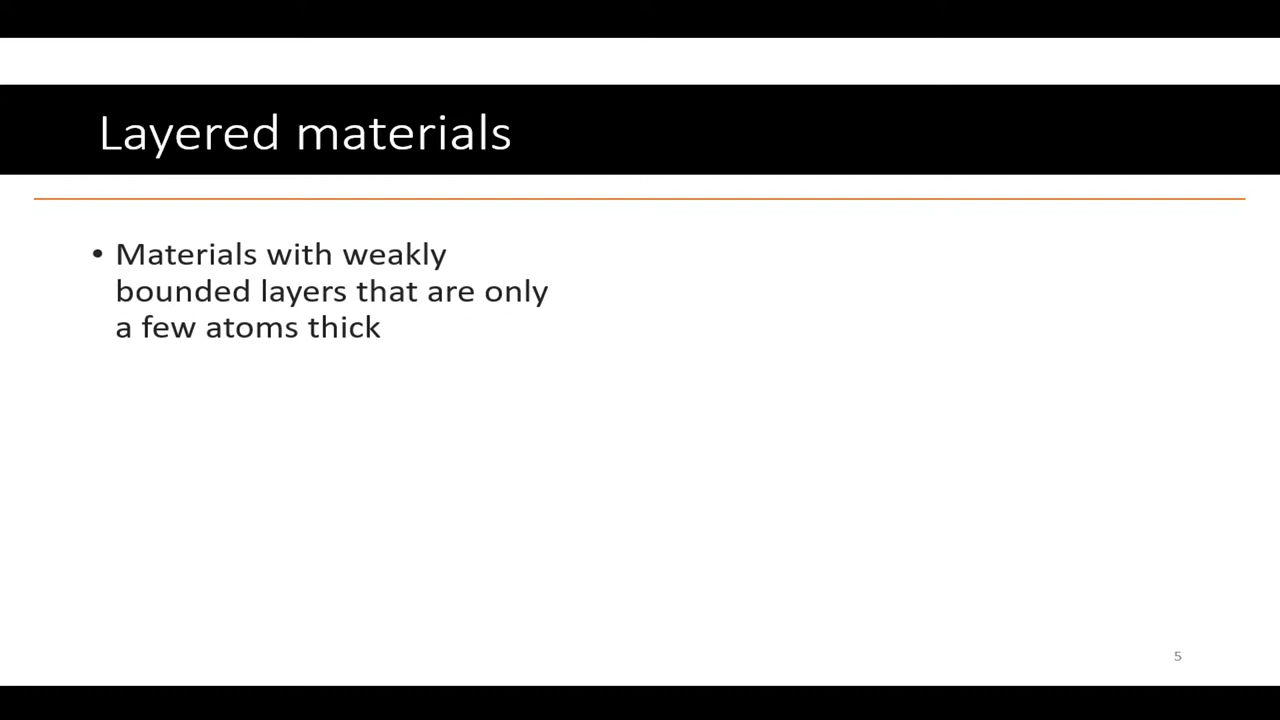 Layered materials
• Materials with weakly
bounded layers that are only
a few atoms thick
5